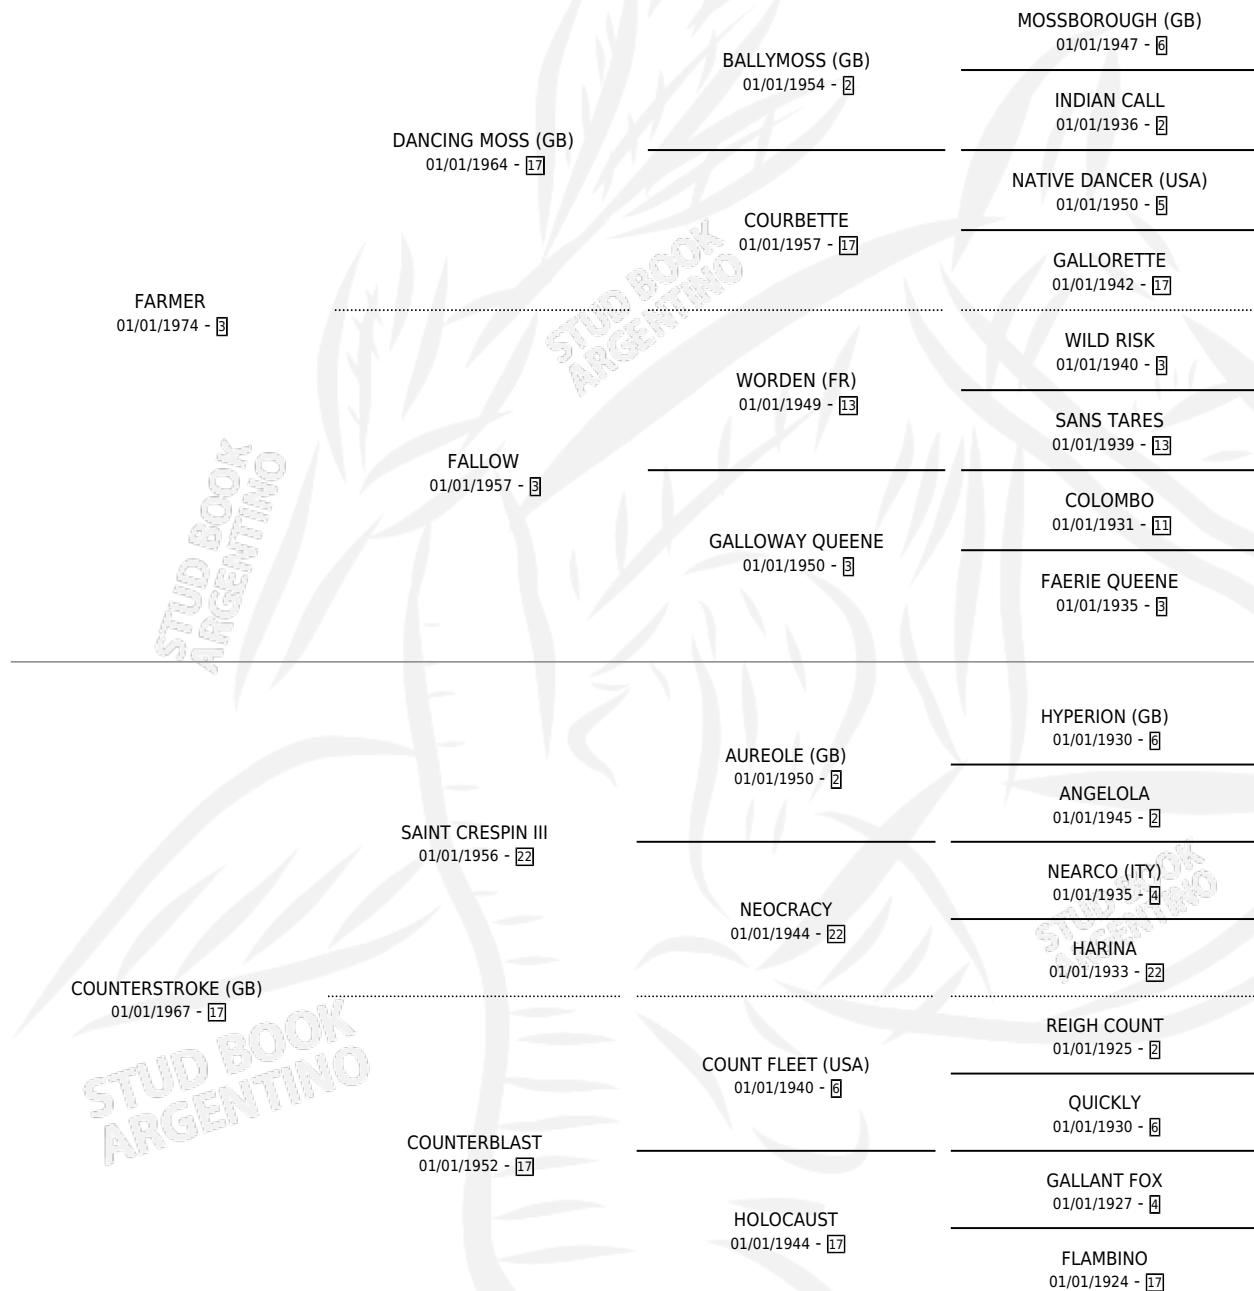 MOSSBOROUGH (GB)
01/01/1947 - 6
BALLYMOSS (GB)
01/01/1954 - 2
INDIAN CALL
01/01/1936 - 2
DANCING MOSS (GB)
01/01/1964 - 17
NATIVE DANCER (USA)
01/01/1950 - 5
COURBETTE
01/01/1957 - 17
GALLORETTE
01/01/1942 - 17
FARMER
01/01/1974 - 3
WILD RISK
01/01/1940 - 3
WORDEN (FR)
01/01/1949 - 13
SANS TARES
01/01/1939 - 13
FALLOW
01/01/1957 - 3
COLOMBO
01/01/1931 - 11
GALLOWAY QUEENE
01/01/1950 - 3
FAERIE QUEENE
01/01/1935 - 3
HYPERION (GB)
01/01/1930 - 6
AUREOLE (GB)
01/01/1950 - 2
ANGELOLA
01/01/1945 - 2
SAINT CRESPIN III
01/01/1956 - 22
NEARCO (ITY)
01/01/1935 - 4
NEOCRACY
01/01/1944 - 22
HARINA
01/01/1933 - 22
COUNTERSTROKE (GB)
01/01/1967 - 17
REIGH COUNT
01/01/1925 - 2
COUNT FLEET (USA)
01/01/1940 - 6
QUICKLY
01/01/1930 - 6
COUNTERBLAST
01/01/1952 - 17
GALLANT FOX
01/01/1927 - 4
HOLOCAUST
01/01/1944 - 17
FLAMBINO
01/01/1924 - 17
STUD BOOK
ARGENTINO
STUD BOOK
ARGENTINO
STUD BOOK
ARGENTINO
STUD BOOK
ARGENTINO